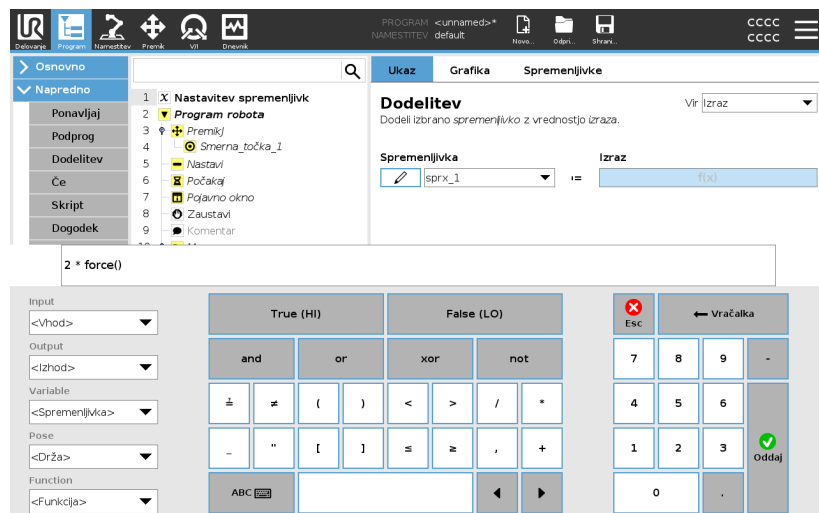 PROGRAM <unnamed>*
NAMESTITEV default
Delovanje Program Namestitev Premik V/I Dnevnik Novo... Odpri... Shrani...
CCCC
CCCC
Osnovno
Napredno
Ponavljaj
Podprog
Dodelitev
Če
Skript
Dogodek
1 X Nastavitev spremenljivk
2 Program robota
3 Premikj
4 Smerna_točka_1
5 Nastavi
6 Počakaj
7 Pojavno okno
8 Zaustavi
9 Komentar
Ukaz Grafika Spremenljivke
Dodelitev
Vir Izraz
Dodeli izbrano spremenljivko z vrednostjo izraza.
Spremenljivka Izraz
sprx_1 := f(x)
2 * force()
Input
<Vhod>
Output
<Izhod>
Variable
<Spremenljivka>
Pose
<Drža>
Function
<Funkcija>
True (HI) False (LO)
and or xor not
≟ ≠ ( ) < > / *
_ " [ ] ≤ ≥ , +
ABC
Esc Vračalka
7 8 9 -
4 5 6
1 2 3 Oddaj
0 .